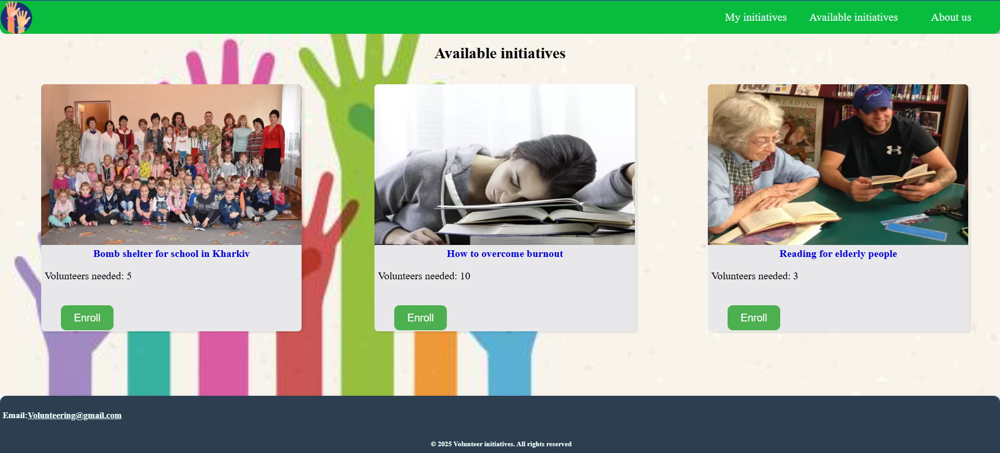 My initiatives
Available initiatives
About us
Available initiatives
READING
Bomb shelter for school in Kharkiv
Volunteers needed: 5
Enroll
How to overcome burnout
Volunteers needed: 10
Enroll
Reading for elderly people
Volunteers needed: 3
Enroll
Email:Volunteering@gmail.com
© 2025 Volunteer initiatives. All rights reserved